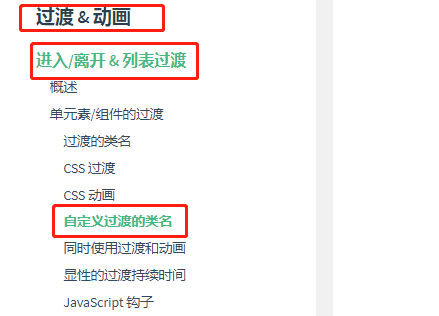 过渡 & 动画
进入/离开 & 列表过渡
概述
单元素/组件的过渡
过渡的类名
CSS 过渡
CSS 动画
自定义过渡的类名
同时使用过渡和动画
显性的过渡持续时间
JavaScript 钩子